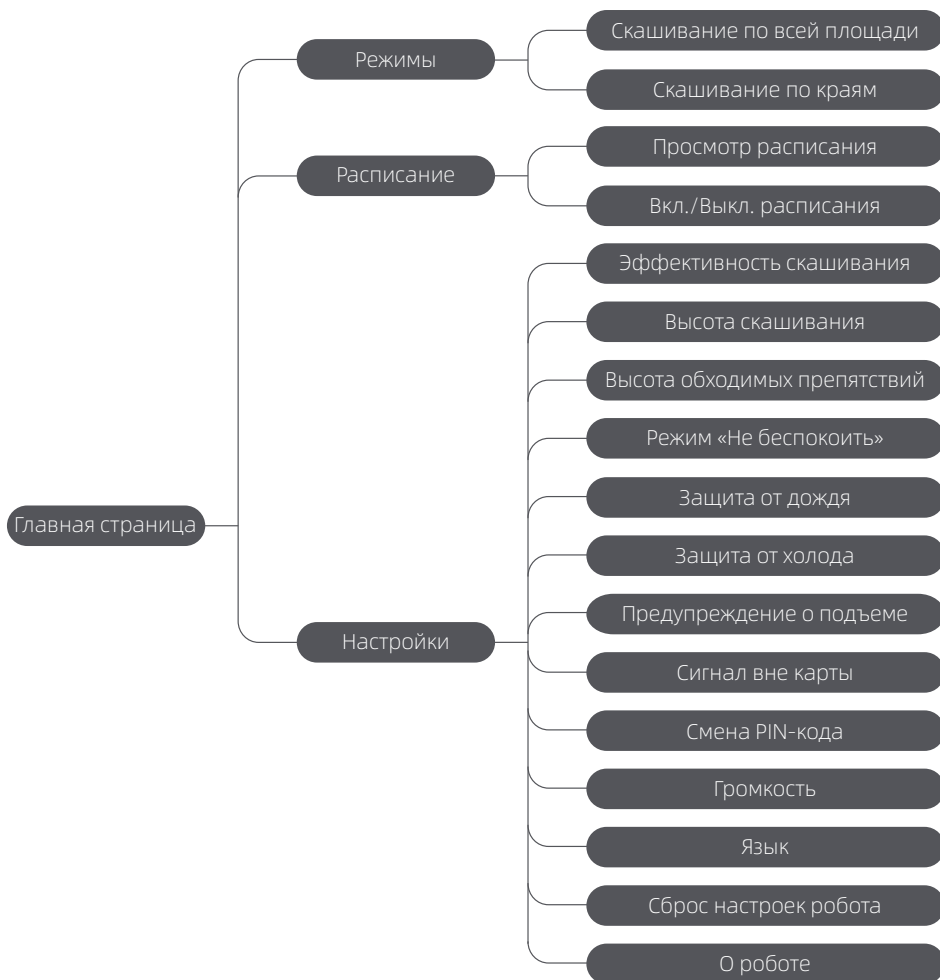 Главная страница
Режимы
Скашивание по всей площади
Скашивание по краям
Расписание
Просмотр расписания
Вкл./Выкл. расписания
Настройки
Эффективность скашивания
Высота скашивания
Высота обходимых препятствий
Режим «Не беспокоить»
Защита от дождя
Защита от холода
Предупреждение о подъеме
Сигнал вне карты
Смена PIN-кода
Громкость
Язык
Сброс настроек робота
О роботе